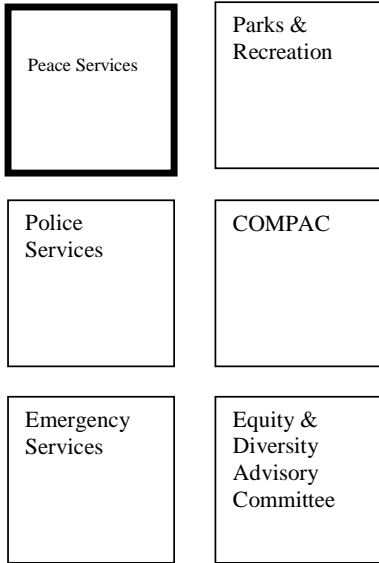 Peace Services
Parks &
Recreation
Police
Services
COMPAC
Emergency
Services
Equity &
Diversity
Advisory
Committee